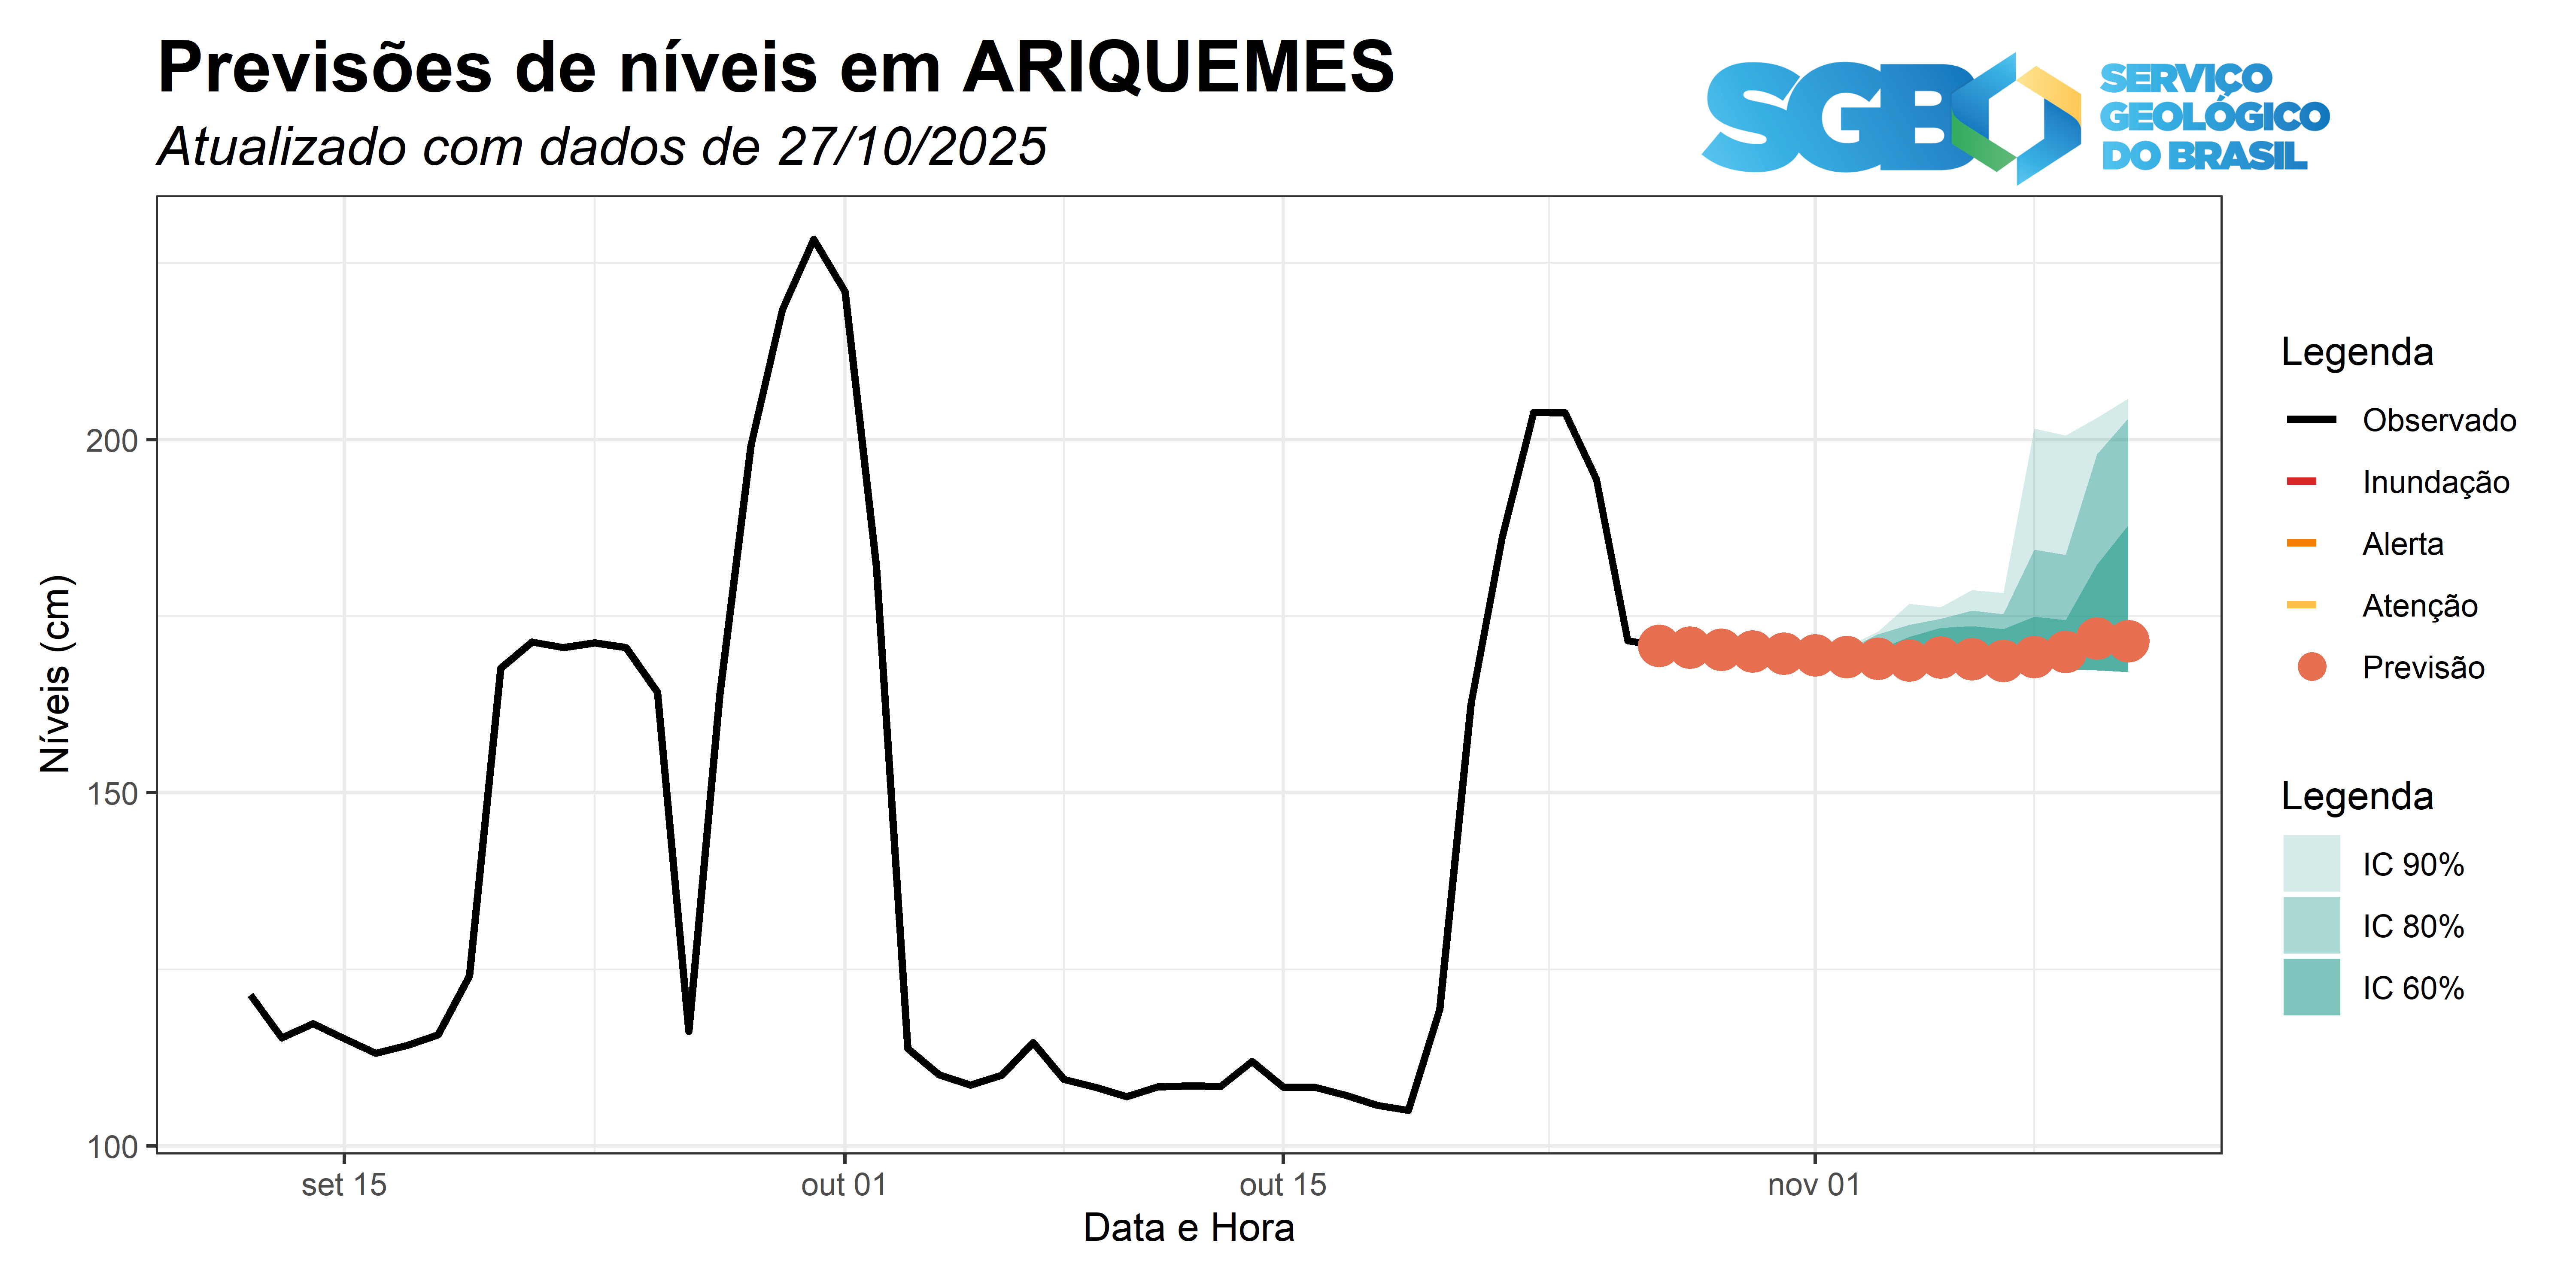 Previsões de níveis em ARIQUEMES
Atualizado com dados de 27/10/2025
SGB
SERVIÇO
GEOLÓGICO
DO BRASIL
Níveis (cm)
200
150
100
set 15
out 01
out 15
nov 01
Data e Hora
Legenda
Observado
Inundação
Alerta
Atenção
Previsão
Legenda
IC 90%
IC 80%
IC 60%